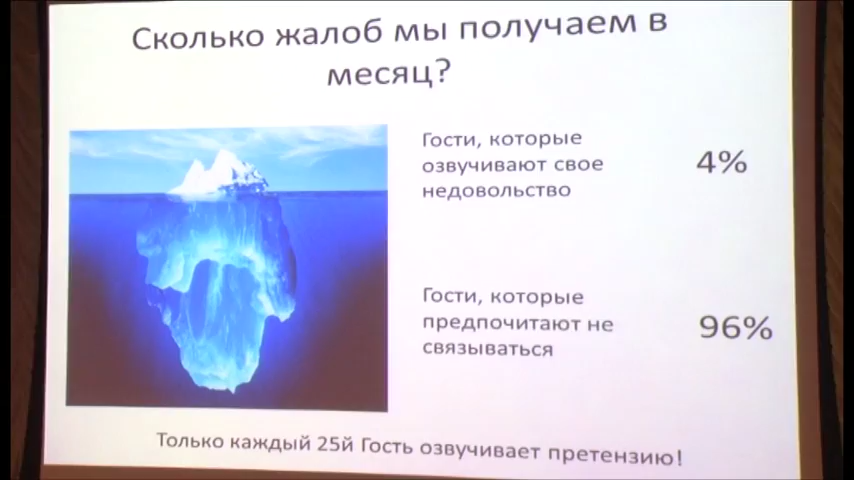 Сколько жалоб мы получаем в
месяц?
Гости, которые
озвучивают свое
недовольство
4%
Гости, которые
предпочитают не
связываться
96%
Только каждый 25й Гость озвучивает претензию!